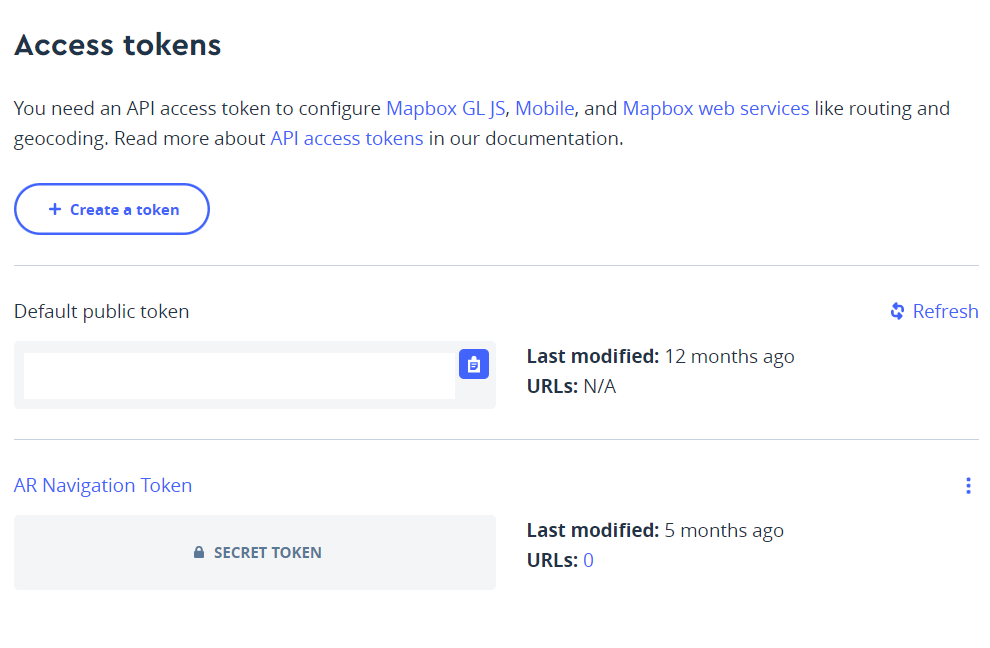 Access tokens
You need an API access token to configure Mapbox GL JS, Mobile, and Mapbox web services like routing and
geocoding. Read more about API access tokens in our documentation.
+ Create a token
Default public token
Refresh
Last modified: 12 months ago
URLs: N/A
AR Navigation Token
SECRET TOKEN
Last modified: 5 months ago
URLs: 0